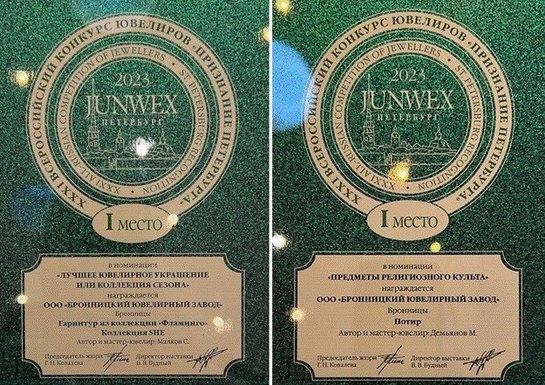 XXXI ВСЕРОССИЙСКИЙ КОНКУРС ЮВЕЛИРОВ «ПРИЗНАНИЕ ПЕТЕРБУРГА»
XXXI ALL-RUSSIAN COMPETITION OF JEWELLERS · ST. PETERSBURG RECOGNITION
2023
JUNWEX
ПЕТЕРБУРГ
I МЕСТО
в номинации
«ЛУЧШЕЕ ЮВЕЛИРНОЕ УКРАШЕНИЕ
ИЛИ КОЛЛЕКЦИЯ СЕЗОНА»
награждается
ООО «БРОННИЦКИЙ ЮВЕЛИРНЫЙ ЗАВОД»
Бронницы
Гарнитур из коллекции «Фламинго»
Коллекция SHE
Автор и мастер-ювелир: Малков С.
Председатель жюри
Г. Н. Ковалева
Директор выставки
В. В. Будный
XXXI ВСЕРОССИЙСКИЙ КОНКУРС ЮВЕЛИРОВ «ПРИЗНАНИЕ ПЕТЕРБУРГА»
XXXI ALL-RUSSIAN COMPETITION OF JEWELLERS · ST. PETERSBURG RECOGNITION
2023
JUNWEX
ПЕТЕРБУРГ
I МЕСТО
в номинации
«ПРЕДМЕТЫ РЕЛИГИОЗНОГО КУЛЬТА»
награждается
ООО «БРОННИЦКИЙ ЮВЕЛИРНЫЙ ЗАВОД»
Бронницы
Потир
Автор и мастер-ювелир: Демьянов М.
Председатель жюри
Г. Н. Ковалева
Директор выставки
В. В. Будный